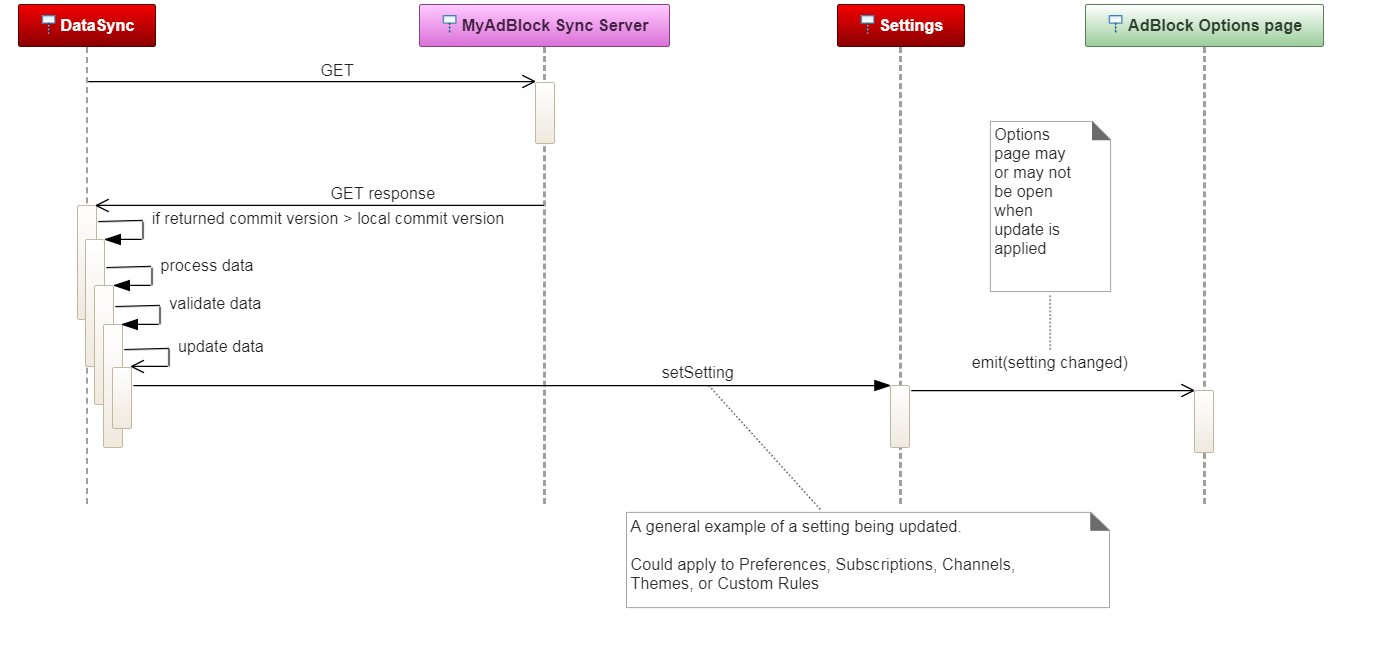 DataSync
MyAdBlock Sync Server
Settings
AdBlock Options page
GET
Options
page may
or may not
be open
when
update is
applied
GET response
if returned commit version > local commit version
process data
validate data
update data
setSetting
emit(setting changed)
A general example of a setting being updated.
Could apply to Preferences, Subscriptions, Channels,
Themes, or Custom Rules